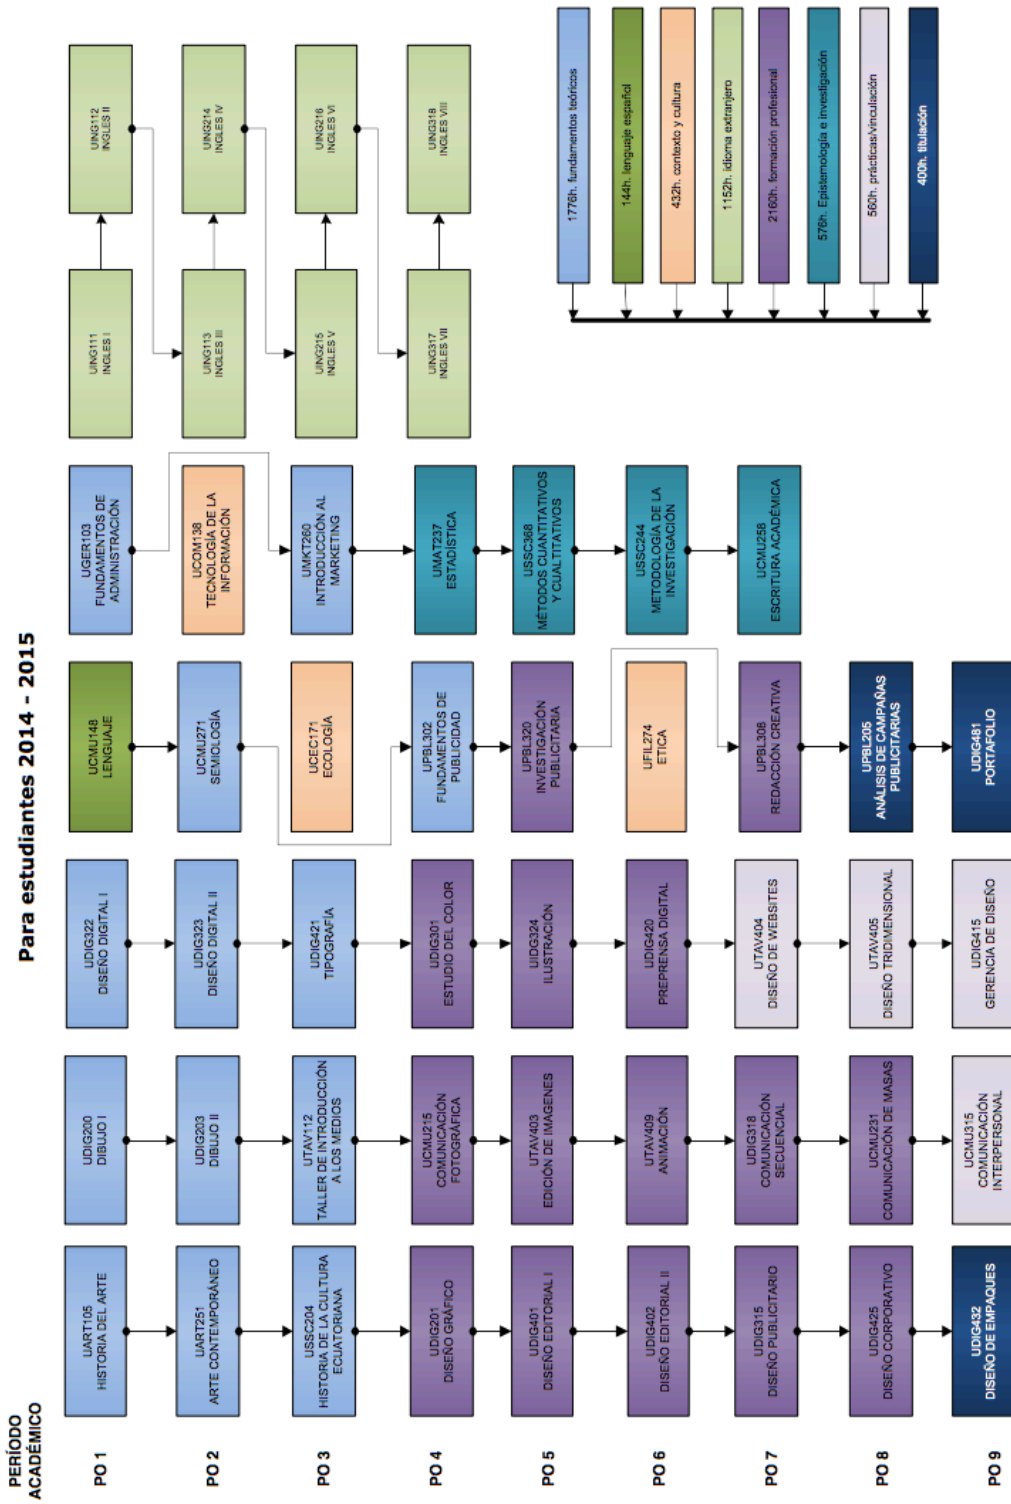 Para estudiantes 2014 - 2015
PERÍODO
ACADÉMICO
PO 1
UART105
HISTORIA DEL ARTE
UDIG200
DIBUJO I
UDIG322
DISEÑO DIGITAL I
UCMU148
LENGUAJE
UGER103
FUNDAMENTOS DE
ADMINISTRACIÓN
UING111
INGLES I
UING112
INGLES II
PO 2
UART251
ARTE CONTEMPORÁNEO
UDIG203
DIBUJO II
UDIG323
DISEÑO DIGITAL II
UCMU271
SEMIOLOGÍA
UCOM138
TECNOLOGÍA DE LA
INFORMACIÓN
UING113
INGLES III
UING214
INGLES IV
PO 3
USSC204
HISTORIA DE LA CULTURA
ECUATORIANA
UTAV112
TALLER DE INTRODUCCIÓN
A LOS MEDIOS
UDIG421
TIPOGRAFÍA
UCEC171
ECOLOGÍA
UMKT260
INTRODUCCIÓN AL
MARKETING
UING215
INGLES V
UING216
INGLES VI
PO 4
UDIG201
DISEÑO GRÁFICO
UCMU215
COMUNICACIÓN
FOTOGRÁFICA
UDIG301
ESTUDIO DEL COLOR
UPBL302
FUNDAMENTOS DE
PUBLICIDAD
UMAT237
ESTADÍSTICA
UING317
INGLES VII
UING318
INGLES VIII
PO 5
UDIG401
DISEÑO EDITORIAL I
UTAV403
EDICIÓN DE IMAGENES
UDIG324
ILUSTRACIÓN
UPBL320
INVESTIGACIÓN
PUBLICITARIA
USSC368
MÉTODOS CUANTITATIVOS
Y CUALTITATIVOS
PO 6
UDIG402
DISEÑO EDITORIAL II
UTAV409
ANIMACIÓN
UDIG420
PREPRENSA DIGITAL
UFIL274
ETICA
USSC244
METODOLOGÍA DE LA
INVESTIGACIÓN
PO 7
UDIG315
DISEÑO PUBLICITARIO
UDIG318
COMUNICACIÓN
SECUENCIAL
UTAV404
DISEÑO DE WEBSITES
UPBL308
REDACCIÓN CREATIVA
UCMU258
ESCRITURA ACADÉMICA
PO 8
UDIG425
DISEÑO CORPORATIVO
UCMU231
COMUNICACIÓN DE MASAS
UTAV405
DISEÑO TRIDIMENSIONAL
UPBL205
ANÁLISIS DE CAMPAÑAS
PUBLICITARIAS
PO 9
UDIG432
DISEÑO DE EMPAQUES
UCMU315
COMUNICACIÓN
INTERPERSONAL
UDIG415
GERENCIA DE DISEÑO
UDIG481
PORTAFOLIO
1776h. fundamentos teóricos
144h. lenguaje español
432h. contexto y cultura
1152h. idioma extranjero
2160h. formación profesional
576h. Epistemología e investigación
560h. prácticas/vinculación
400h. titulación